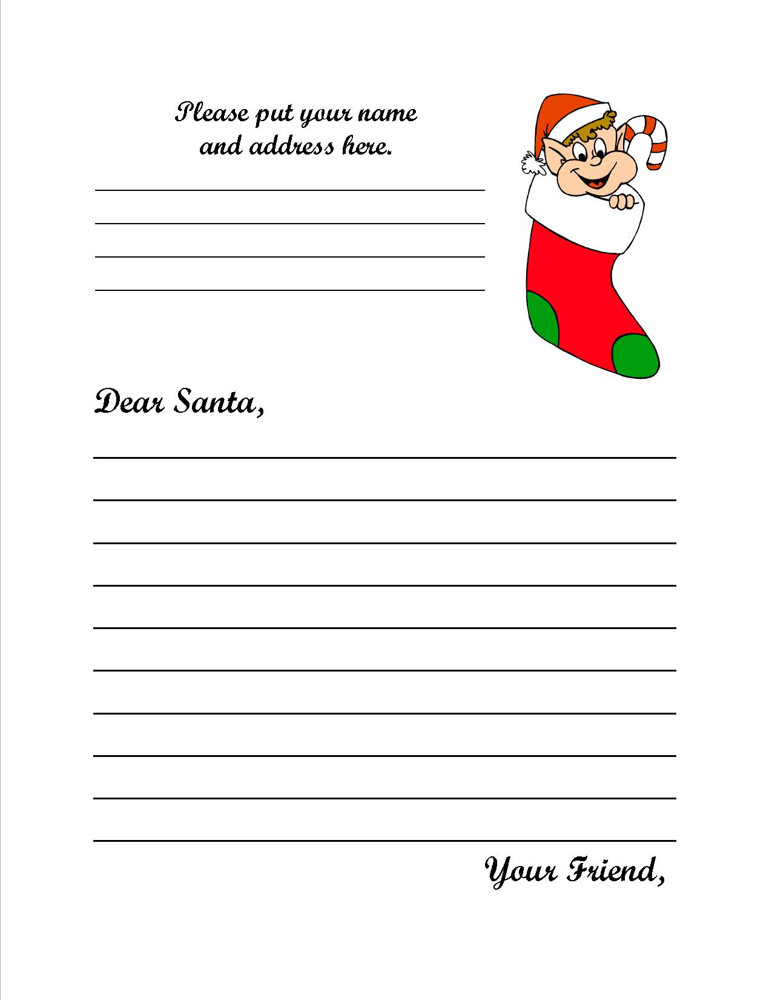 Please put your name
and address here.
Dear Santa,
Your Friend,